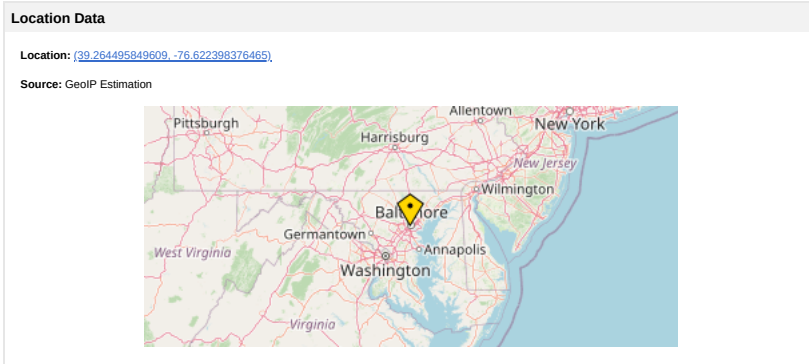 Location Data
Location: (39.264495849609, -76.622398376465)
Source: GeoIP Estimation
Allentown
Pittsburgh
New York
Harrisburg
New Jersey
Wilmington
Baltimore
Germantown
Annapolis
West Virginia
Washington
Virginia